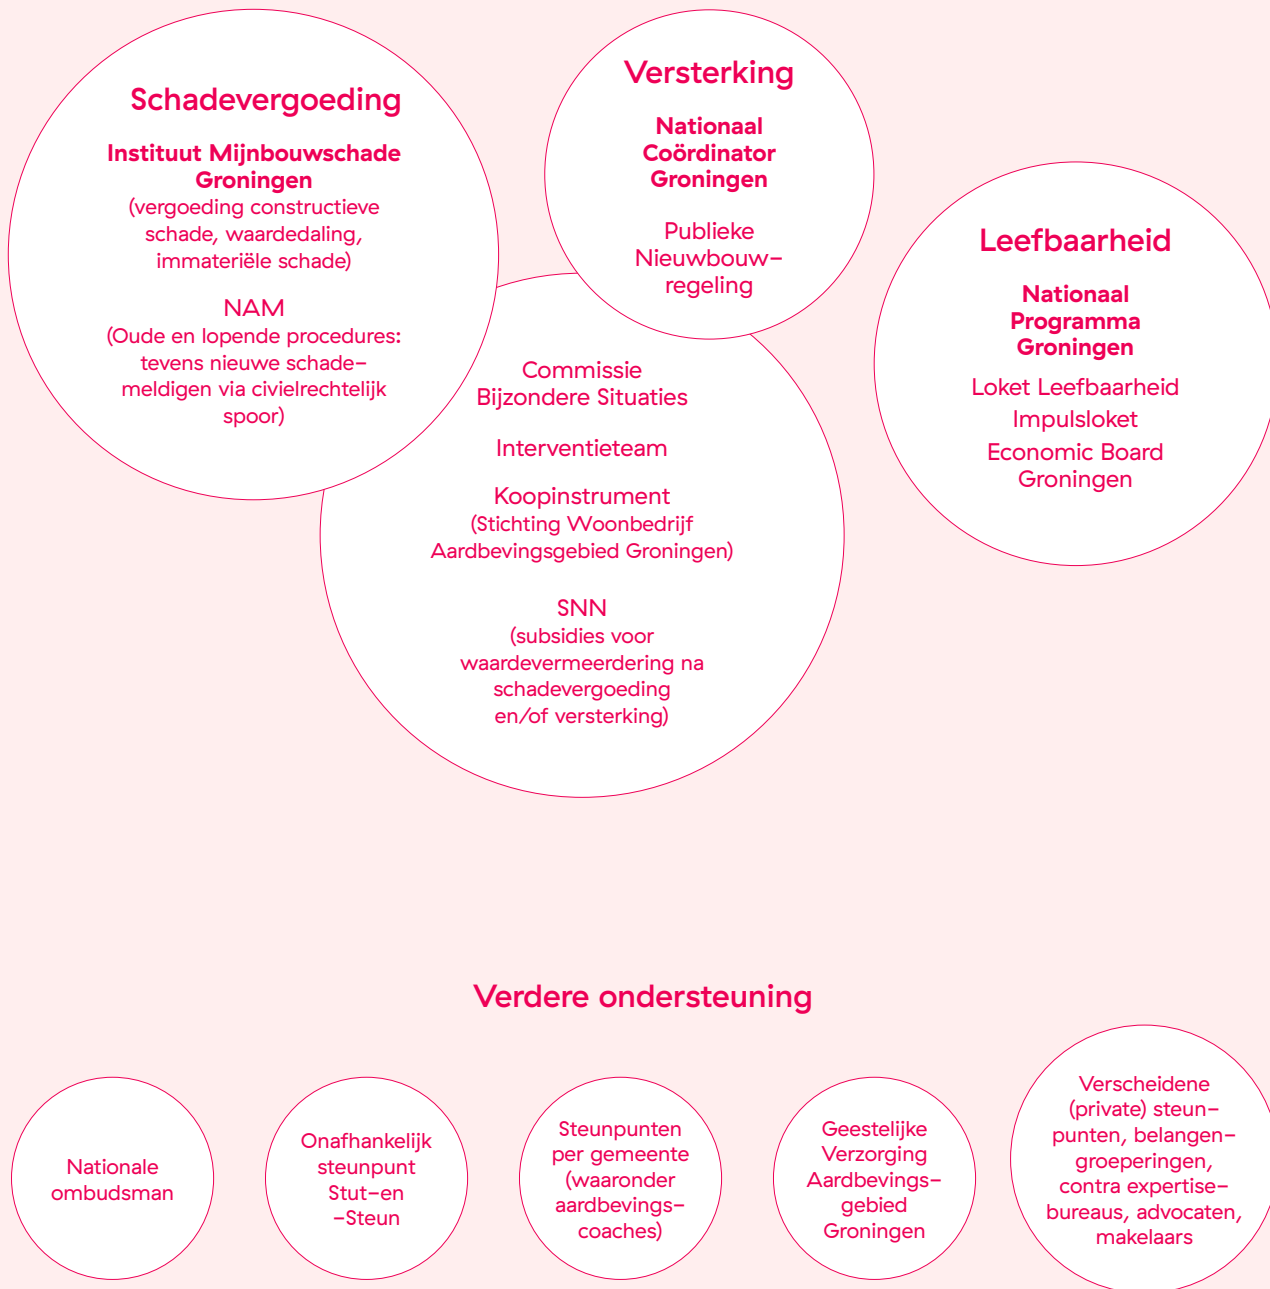 Schadevergoeding
Instituut Mijnbouwschade
Groningen
(vergoeding constructieve
schade, waardedaling,
immateriële schade)
NAM
(Oude en lopende procedures:
tevens nieuwe schade–
meldigen via civielrechtelijk
spoor)
Versterking
Nationaal
Coördinator
Groningen
Publieke
Nieuwbouw–
regeling
Leefbaarheid
Nationaal
Programma
Groningen
Loket Leefbaarheid
Impulsloket
Economic Board
Groningen
Commissie
Bijzondere Situaties
Interventieteam
Koopinstrument
(Stichting Woonbedrijf
Aardbevingsgebied Groningen)
SNN
(subsidies voor
waardevermeerdering na
schadevergoeding
en/of versterking)
Verdere ondersteuning
Nationale
ombudsman
Onafhankelijk
steunpunt
Stut–en
–Steun
Steunpunten
per gemeente
(waaronder
aardbevings–
coaches)
Geestelijke
Verzorging
Aardbevings–
gebied
Groningen
Verscheidene
(private) steun–
punten, belangen–
groeperingen,
contra expertise–
bureaus, advocaten,
makelaars